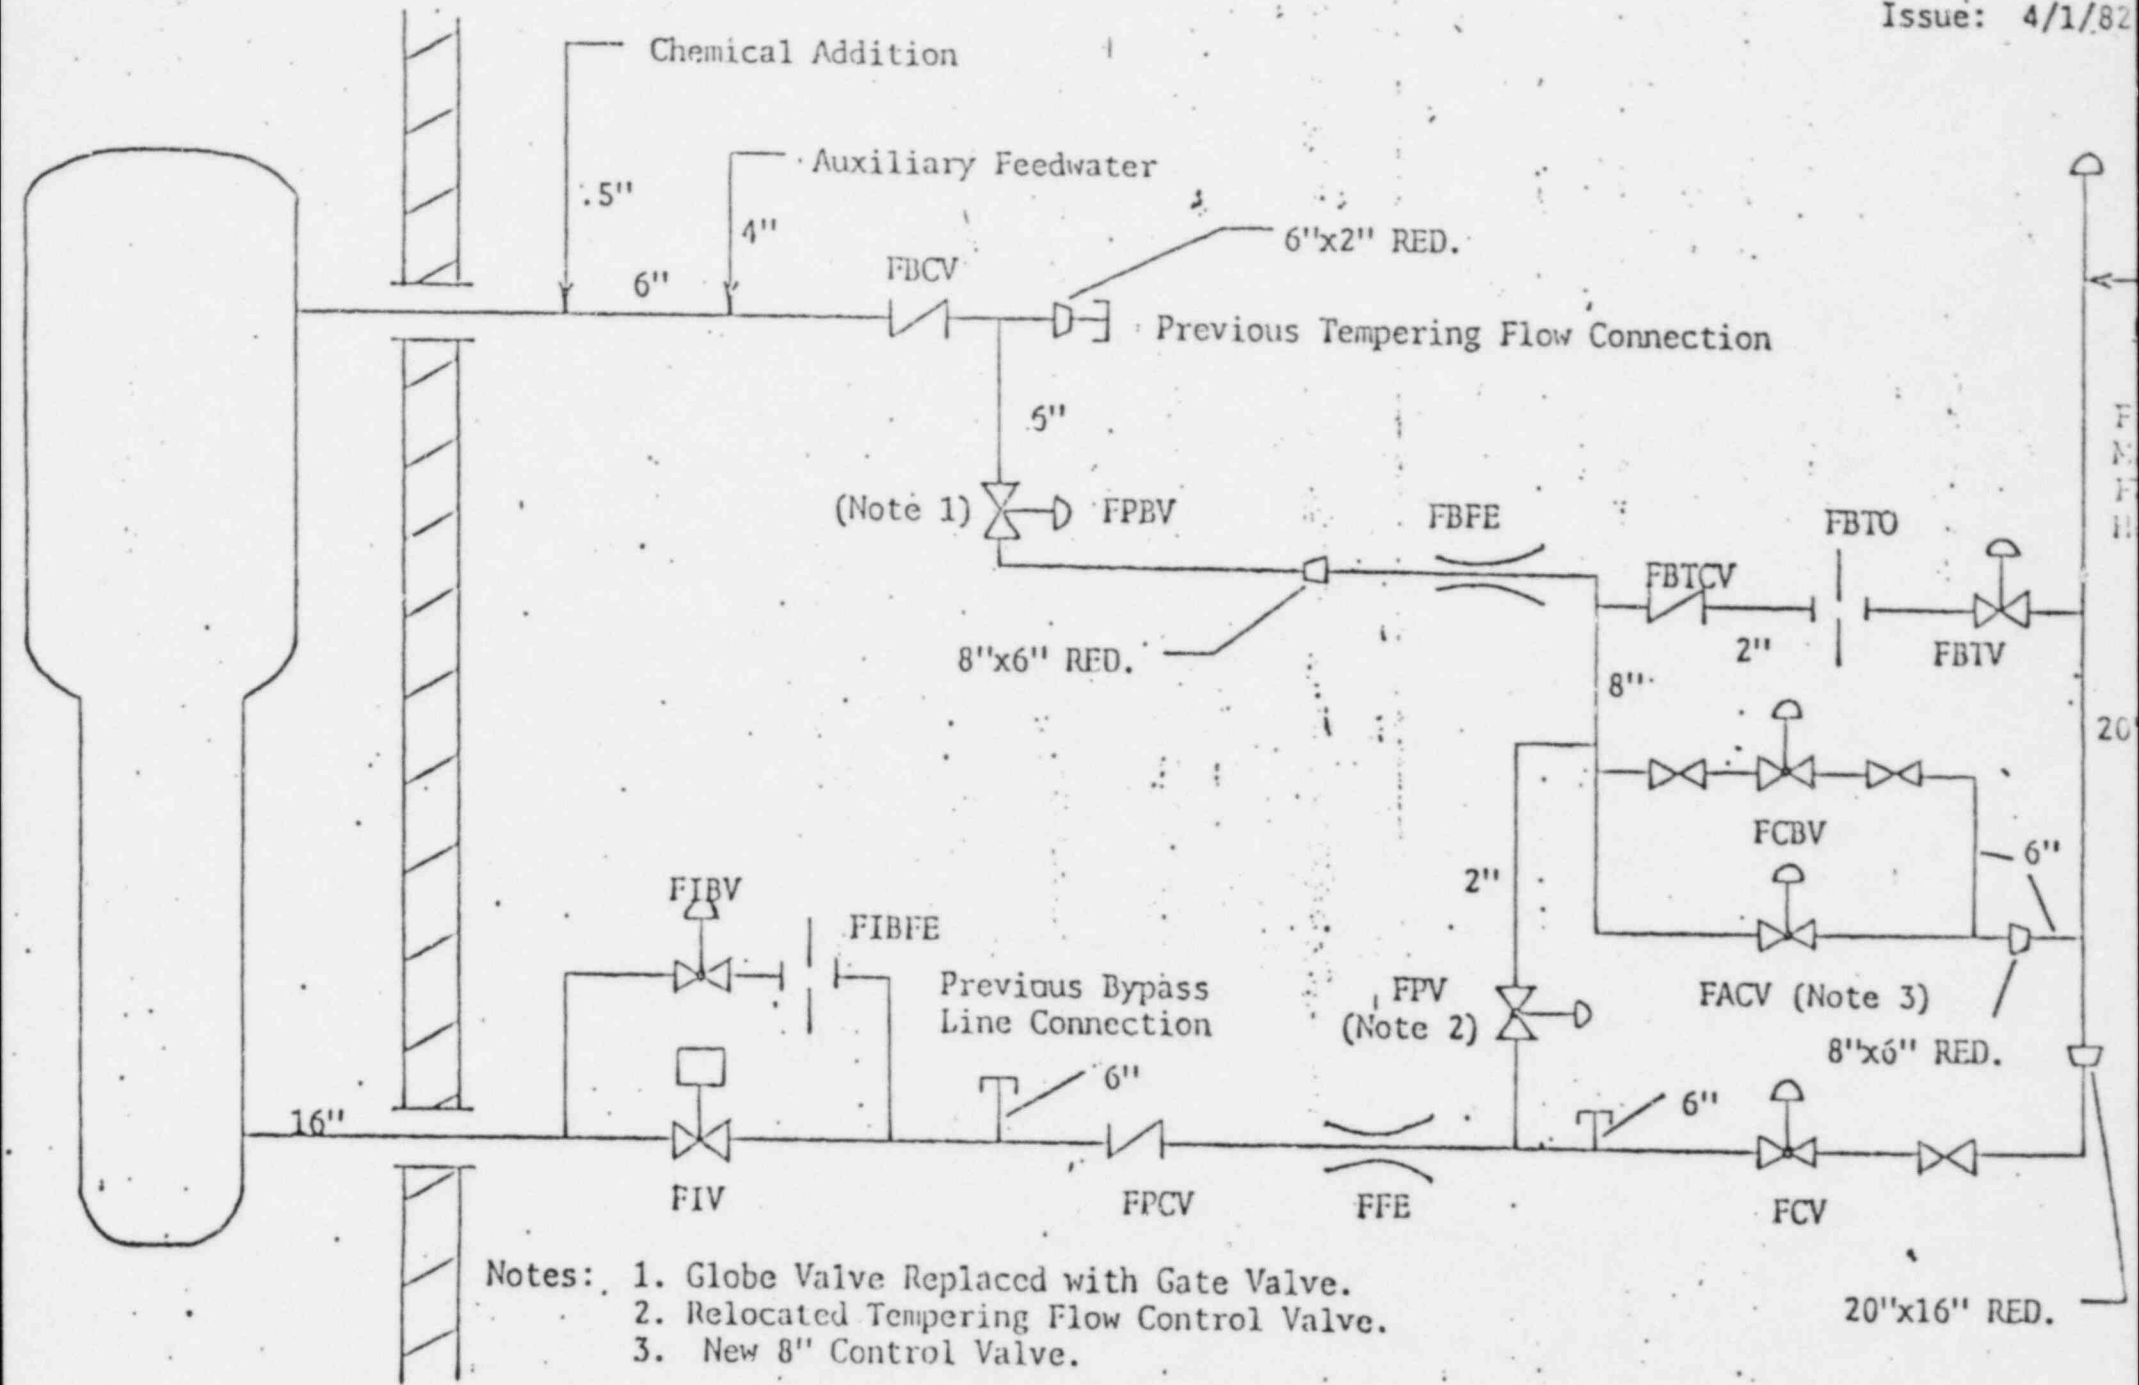 Issue: 4/1/82
Chemical Addition
.5"
Auxiliary Feedwater
4"
6"
FBCV
6"x2" RED.
Previous Tempering Flow Connection
6"
(Note 1)
FPBV
FBFE
FBTO
FBTCV
2"
FBTV
8"x6" RED.
8"
20"
FCBV
6"
2"
FIBV
FIBFE
Previous Bypass
Line Connection
FPV
(Note 2)
FACV (Note 3)
8"x6" RED.
6"
6"
16"
FIV
FPCV
FFE
FCV
20"x16" RED.
Notes: 1. Globe Valve Replaced with Gate Valve.
2. Relocated Tempering Flow Control Valve.
3. New 8" Control Valve.